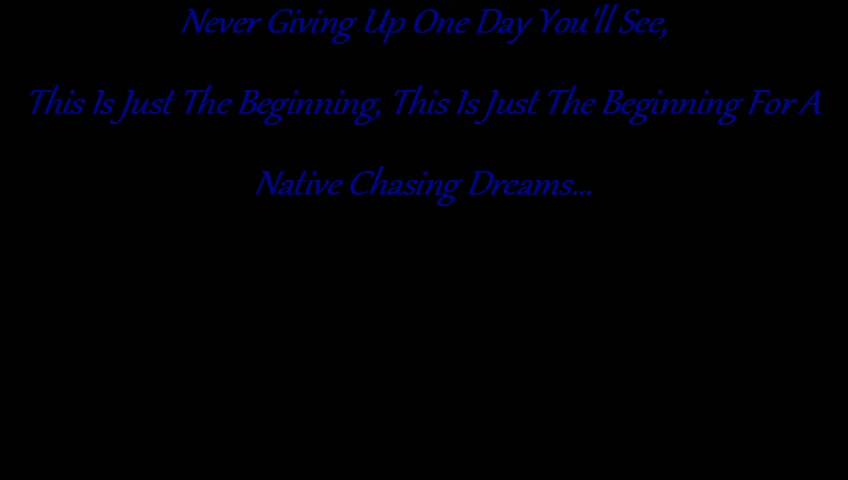 Never Giving Up One Day You'll See,
This Is Just The Beginning, This Is Just The Beginning For A
Native Chasing Dreams...